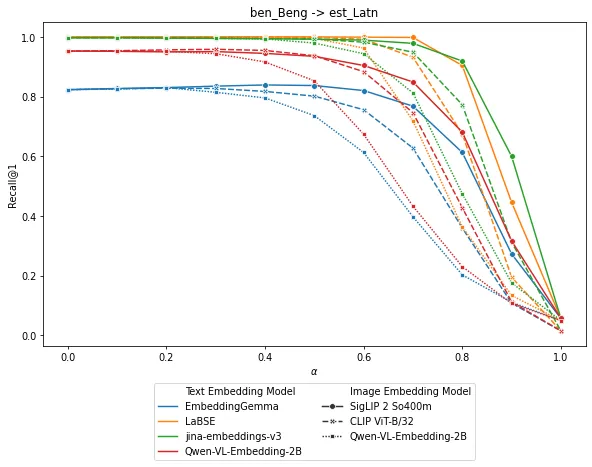 ben_Beng -> est_Latn
Recall@1
1.0
0.8
0.6
0.4
0.2
0.0
0.0 0.2 0.4 0.6 0.8 1.0
α
Text Embedding Model
EmbeddingGemma
LaBSE
jina-embeddings-v3
Qwen-VL-Embedding-2B
Image Embedding Model
SigLIP 2 So400m
CLIP ViT-B/32
Qwen-VL-Embedding-2B